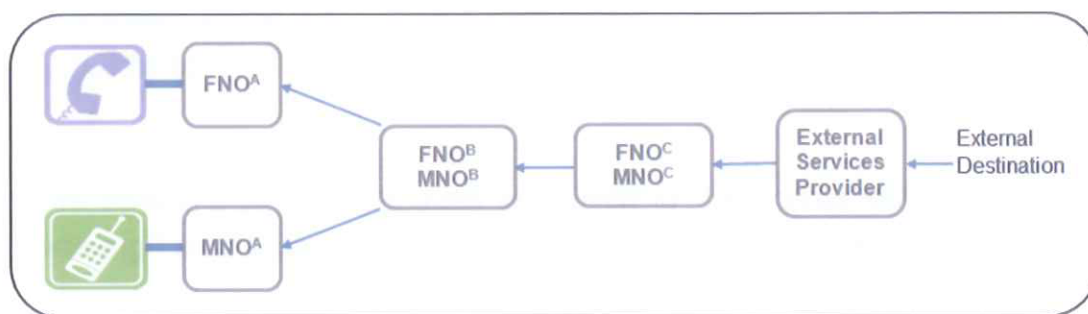 FNOᴬ
FNOᴮ
MNOᴮ
FNOꟲ
MNOꟲ
External
Services
Provider
External
Destination
MNOᴬ